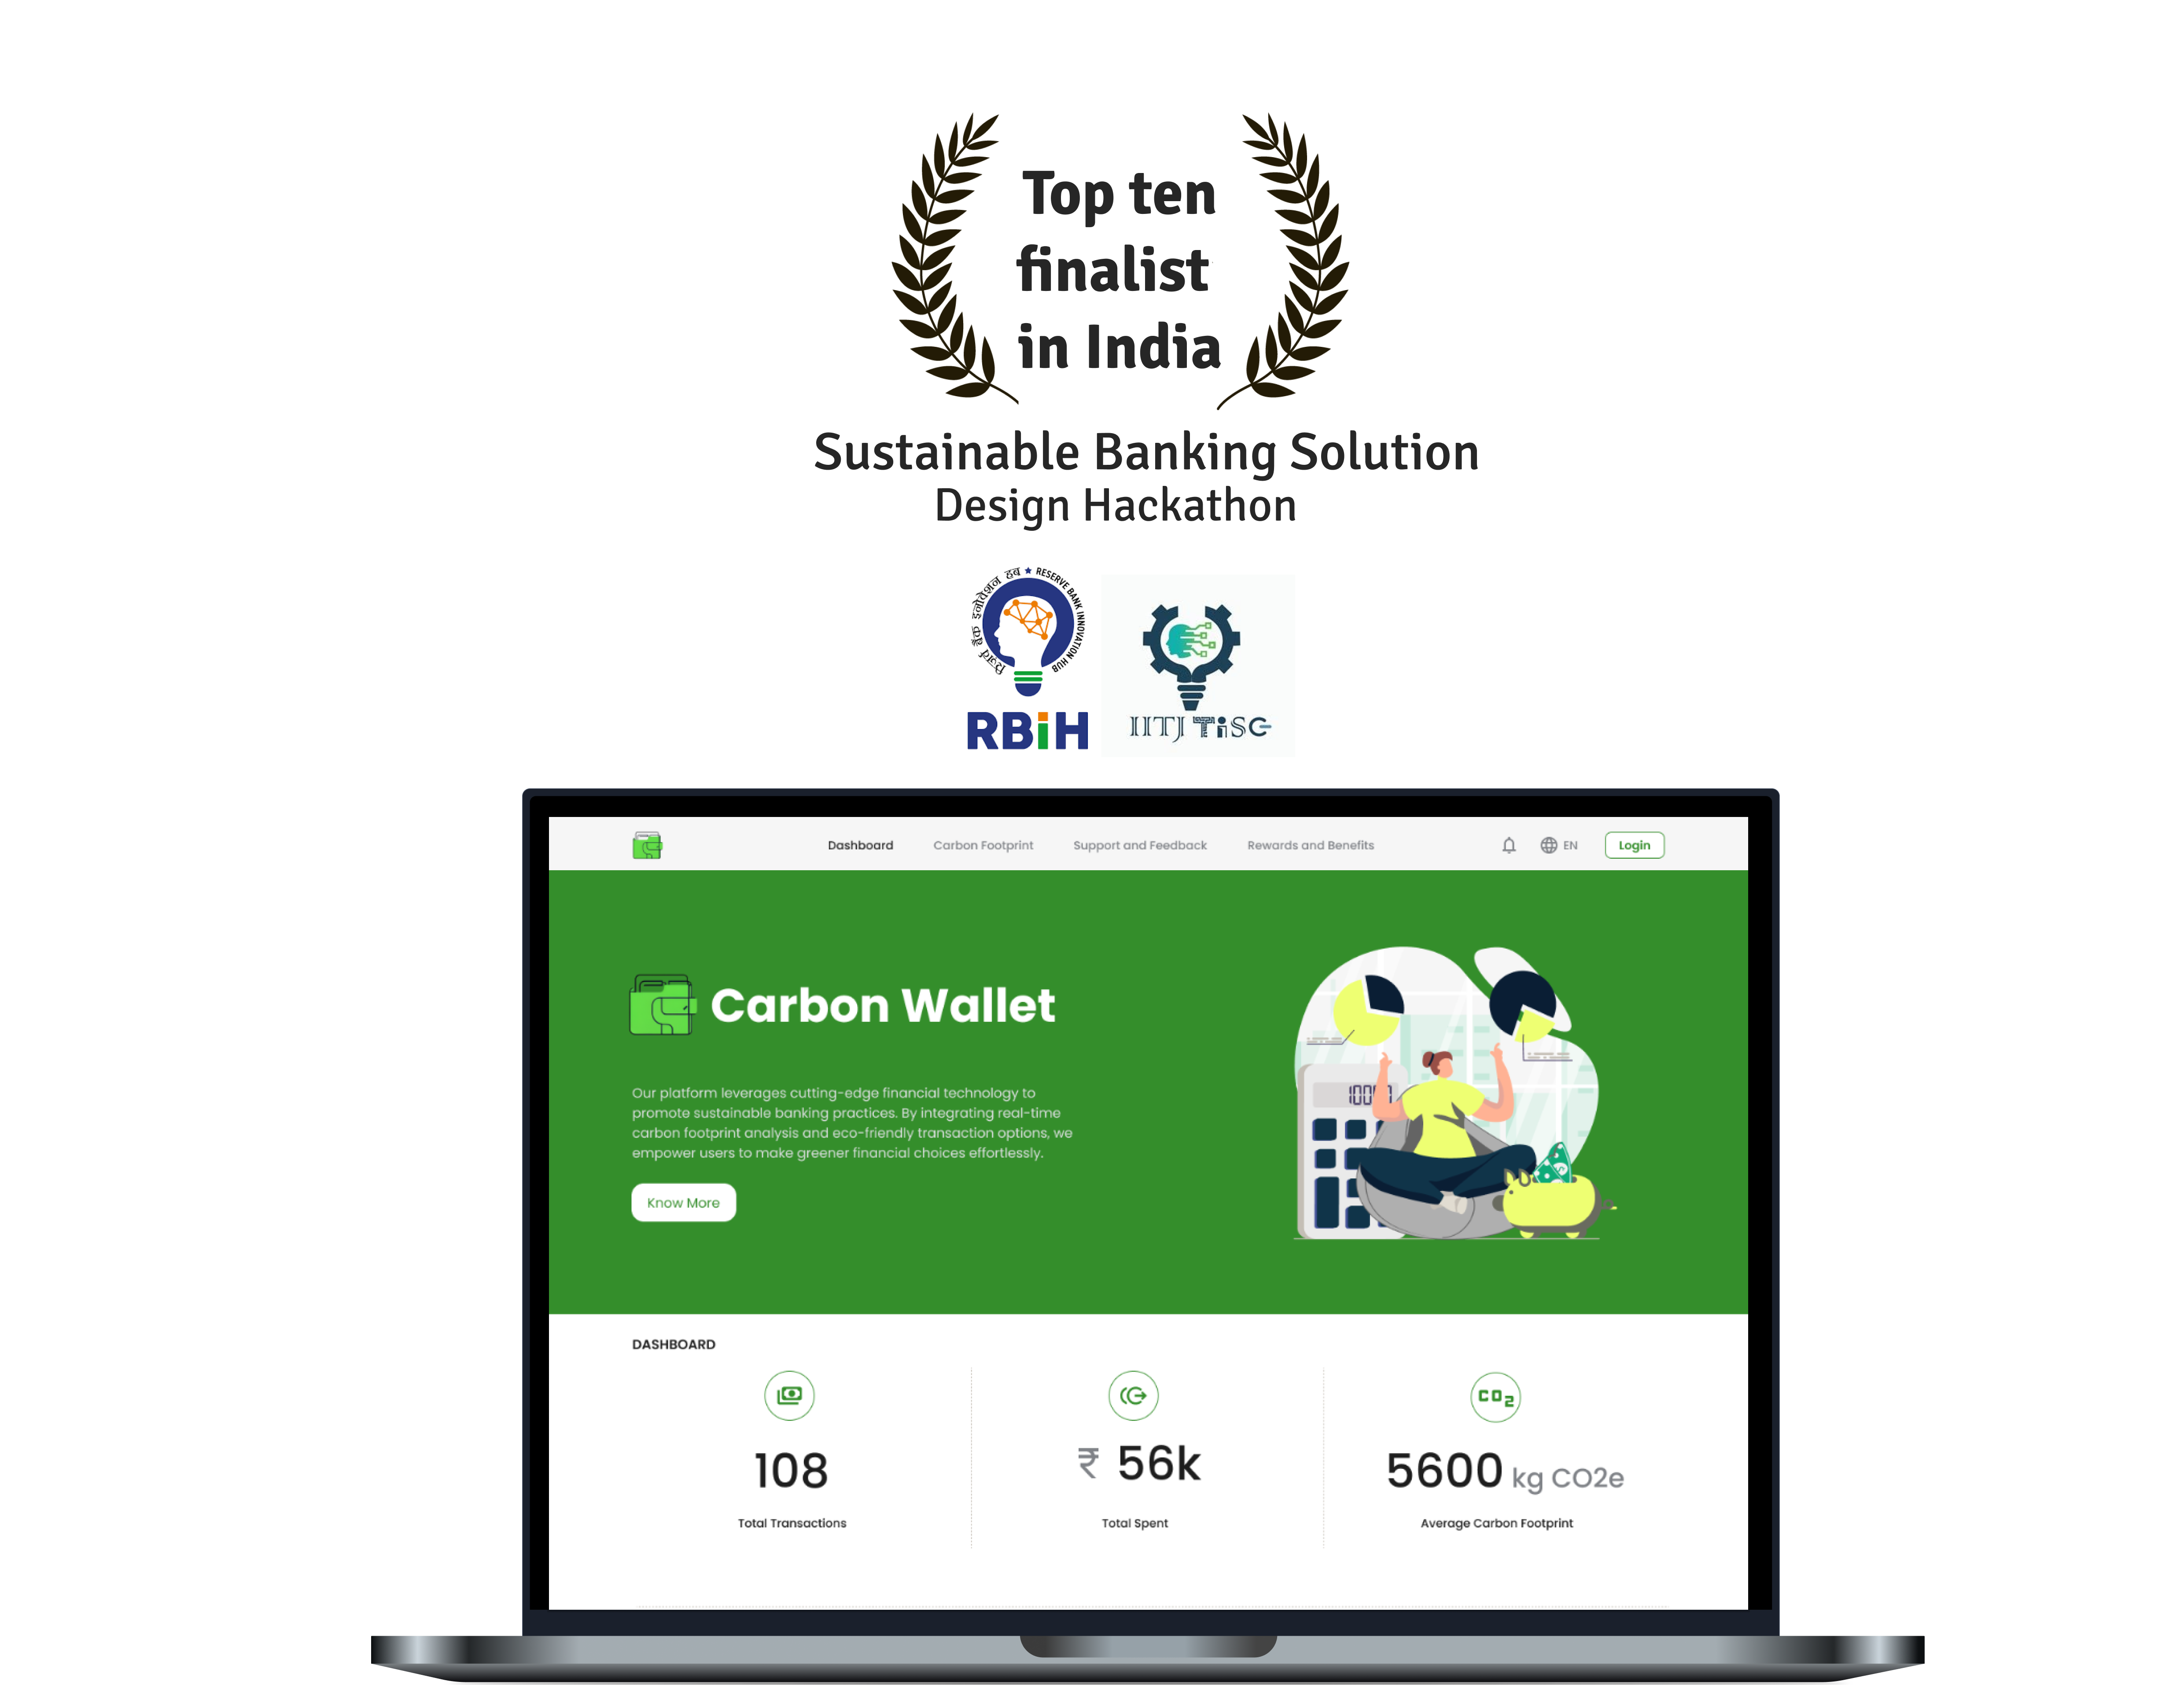 Top ten
finalist
in India
Sustainable Banking Solution
Design Hackathon
रिज़र्व बैंक इनोवेशन हब ★ RESERVE BANK INNOVATION HUB
RBiH
IITJ TiSC
Dashboard
Carbon Footprint
Support and Feedback
Rewards and Benefits
EN
Login
Carbon Wallet
Our platform leverages cutting-edge financial technology to
promote sustainable banking practices. By integrating real-time
carbon footprint analysis and eco-friendly transaction options, we
empower users to make greener financial choices effortlessly.
Know More
DASHBOARD
CO2
108
₹ 56k
5600 kg CO2e
Total Transactions
Total Spent
Average Carbon Footprint